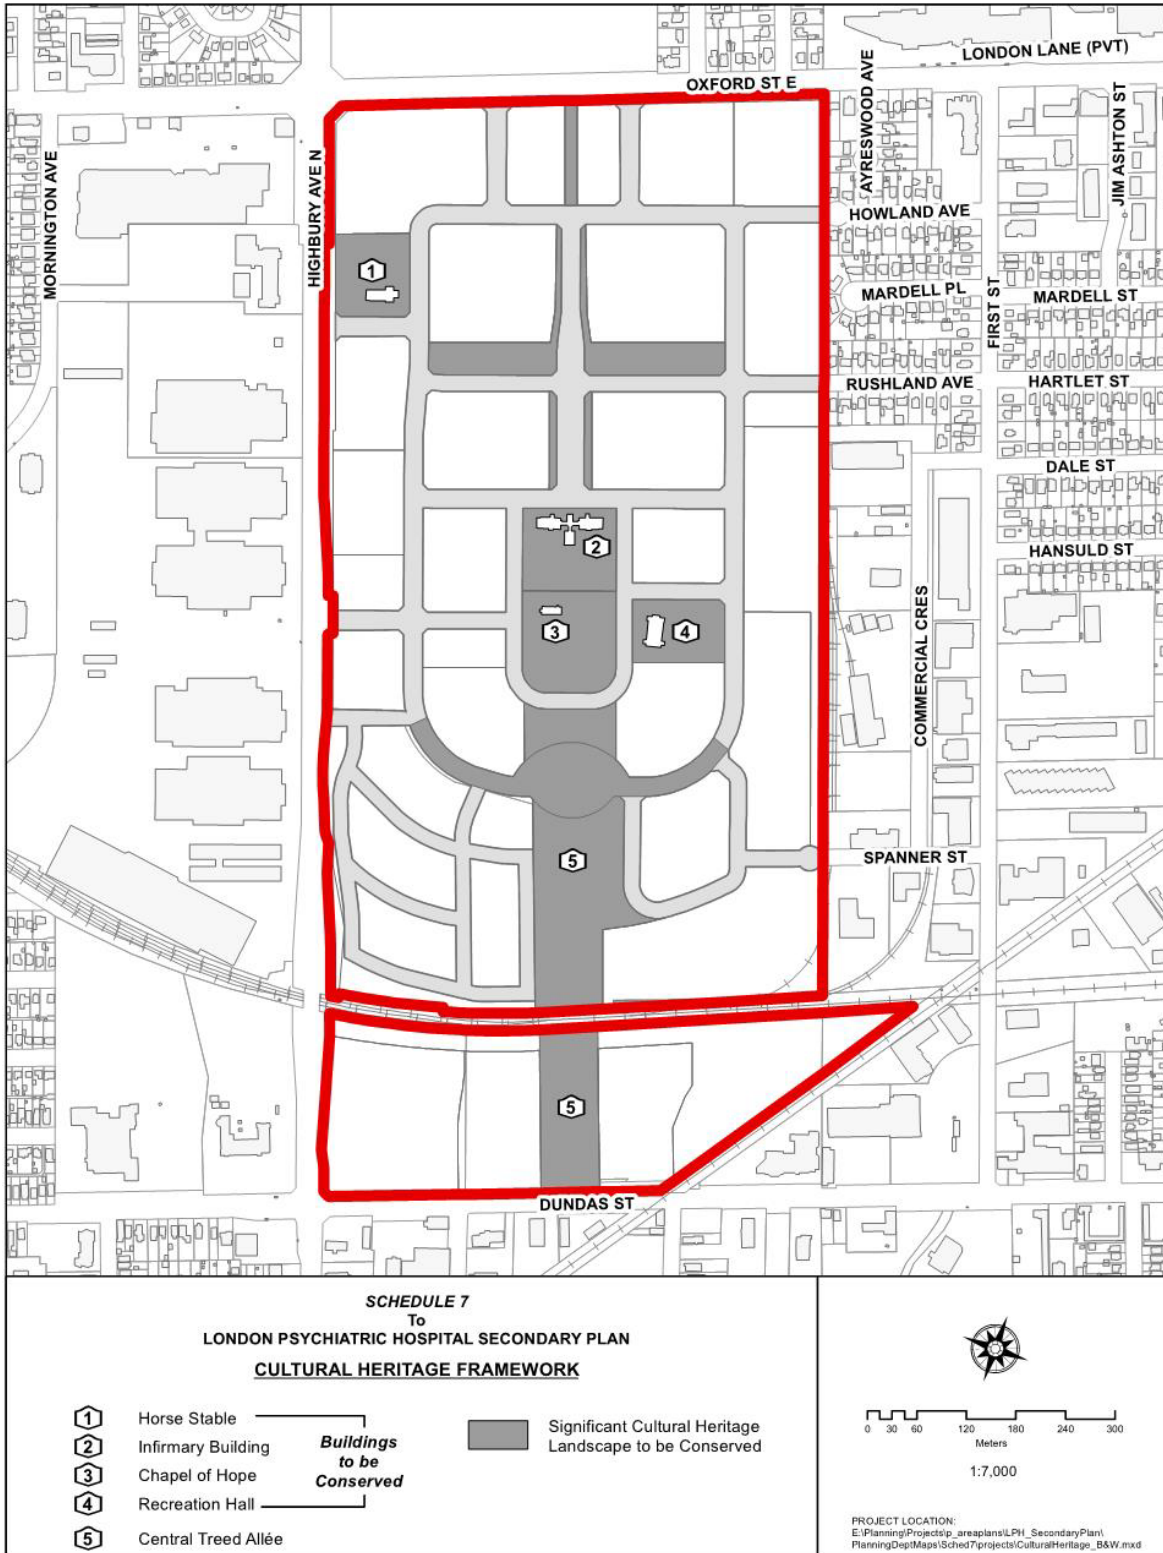 LONDON LANE (PVT)
OXFORD ST E
AYRESWOOD AVE
JIM ASHTON ST
MORNINGTON AVE
HIGHBURY AVE N
HOWLAND AVE
1
MARDELL PL
MARDELL ST
FIRST ST
RUSHLAND AVE
HARTLET ST
DALE ST
2
HANSULD ST
3
4
COMMERCIAL CRES
5
SPANNER ST
5
DUNDAS ST
SCHEDULE 7
To
LONDON PSYCHIATRIC HOSPITAL SECONDARY PLAN
CULTURAL HERITAGE FRAMEWORK
1 Horse Stable
2 Infirmary Building
3 Chapel of Hope
4 Recreation Hall
5 Central Treed Allée
Buildings
to be
Conserved
Significant Cultural Heritage
Landscape to be Conserved
0 30 60 120 180 240 300
Meters
1:7,000
PROJECT LOCATION:
E:\Planning\Projects\p_areaplans\LPH_SecondaryPlan\
PlanningDeptMaps\Sched7\projects\CulturalHeritage_B&W.mxd